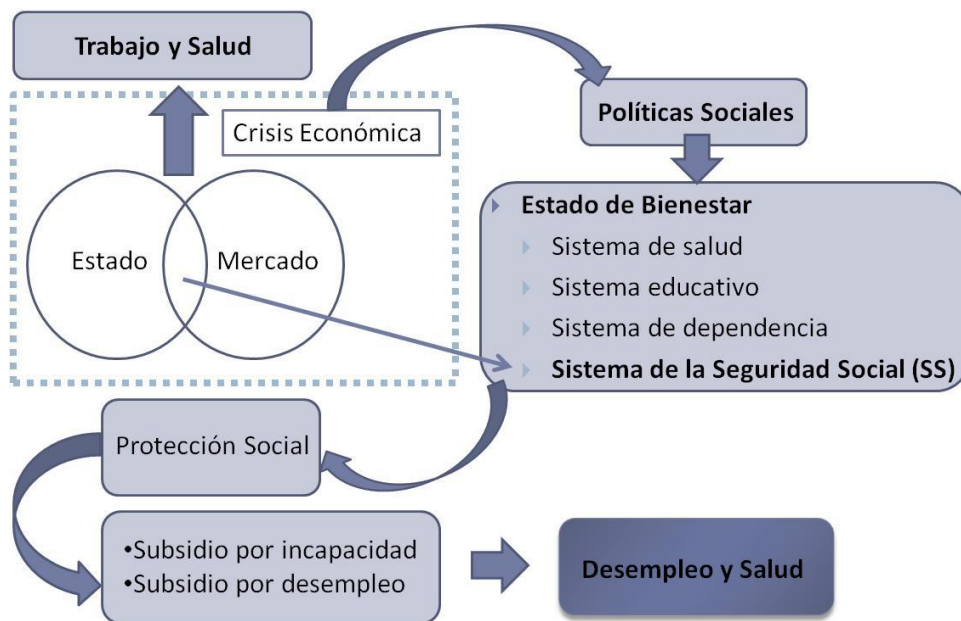 Trabajo y Salud
Crisis Económica
Políticas Sociales
Estado
Mercado
Estado de Bienestar
Sistema de salud
Sistema educativo
Sistema de dependencia
Sistema de la Seguridad Social (SS)
Protección Social
•Subsidio por incapacidad
•Subsidio por desempleo
Desempleo y Salud